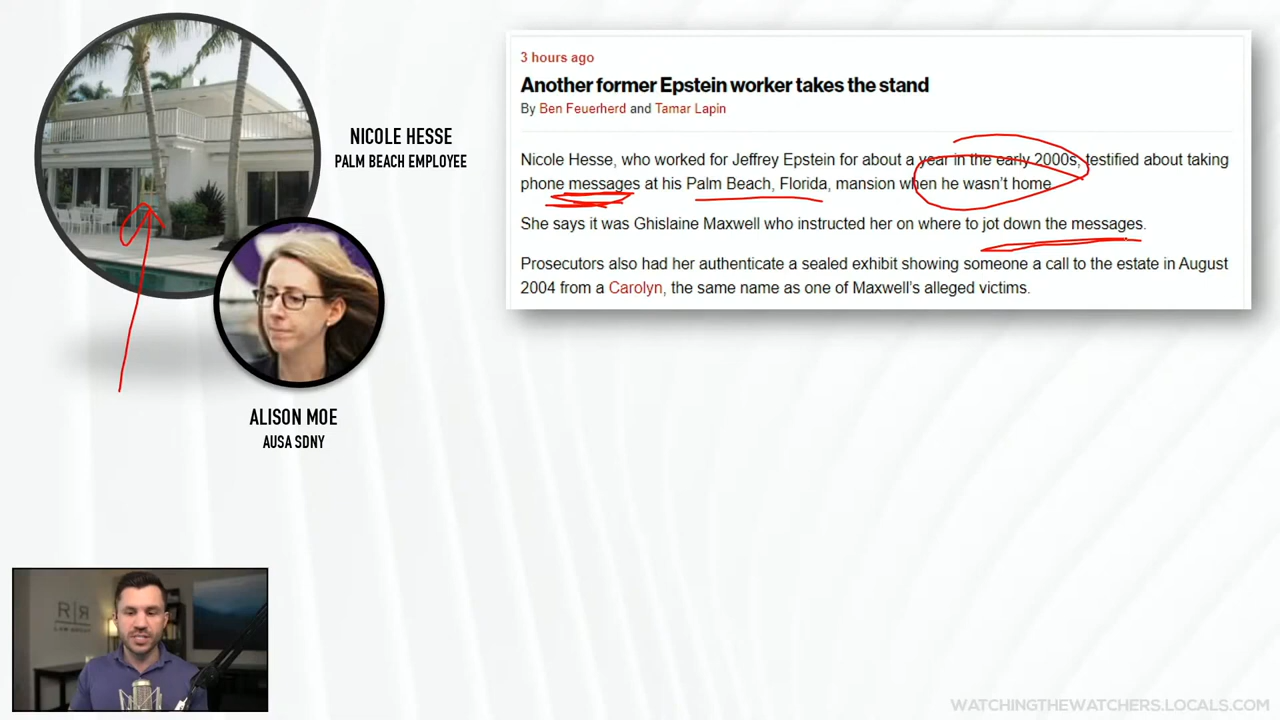 NICOLE HESSE
PALM BEACH EMPLOYEE
ALISON MOE
AUSA SDNY
3 hours ago
Another former Epstein worker takes the stand
By Ben Feuerherd and Tamar Lapin
Nicole Hesse, who worked for Jeffrey Epstein for about a year in the early 2000s, testified about taking
phone messages at his Palm Beach, Florida, mansion when he wasn't home.
She says it was Ghislaine Maxwell who instructed her on where to jot down the messages.
Prosecutors also had her authenticate a sealed exhibit showing someone a call to the estate in August
2004 from a Carolyn, the same name as one of Maxwell's alleged victims.
R|R
LAW GROUP
WATCHINGTHEWATCHERS.LOCALS.COM